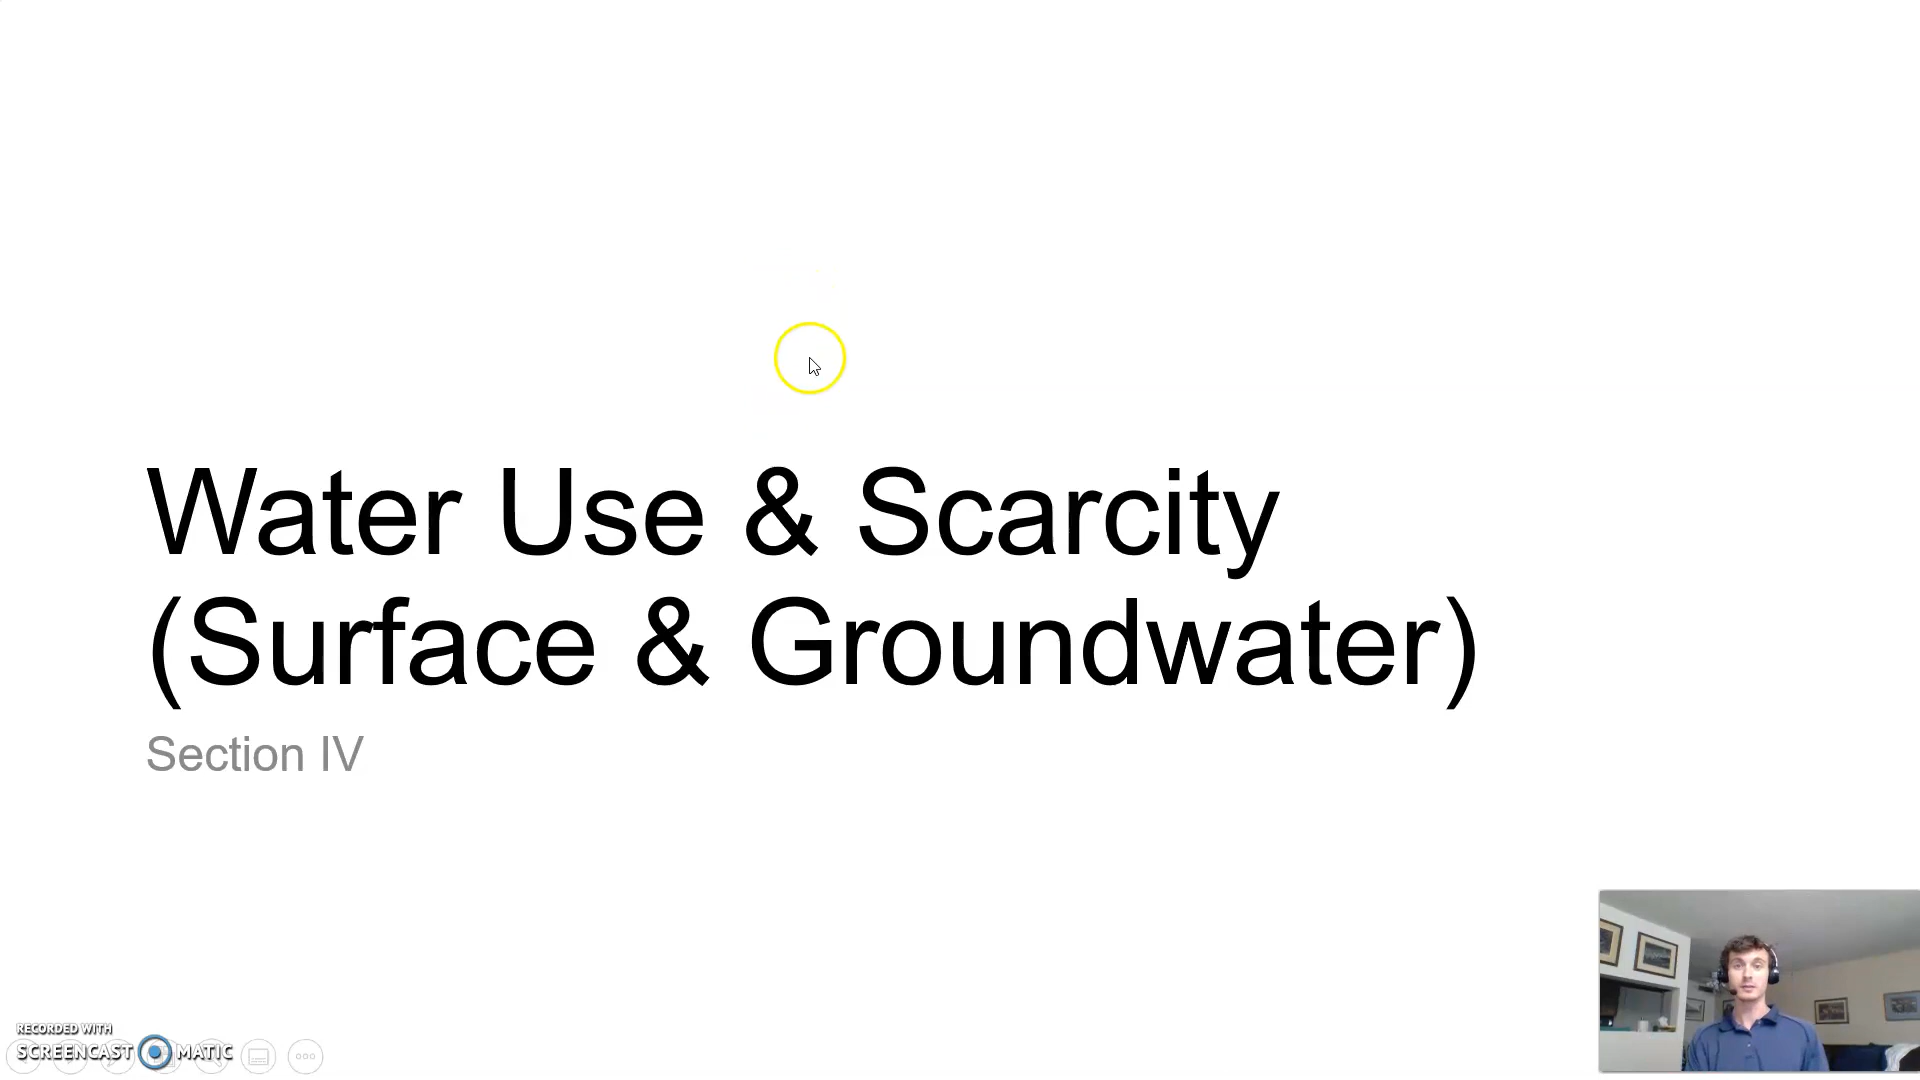 Water Use & Scarcity
(Surface & Groundwater)
Section IV
RECORDED WITH
SCREENCAST MATIC